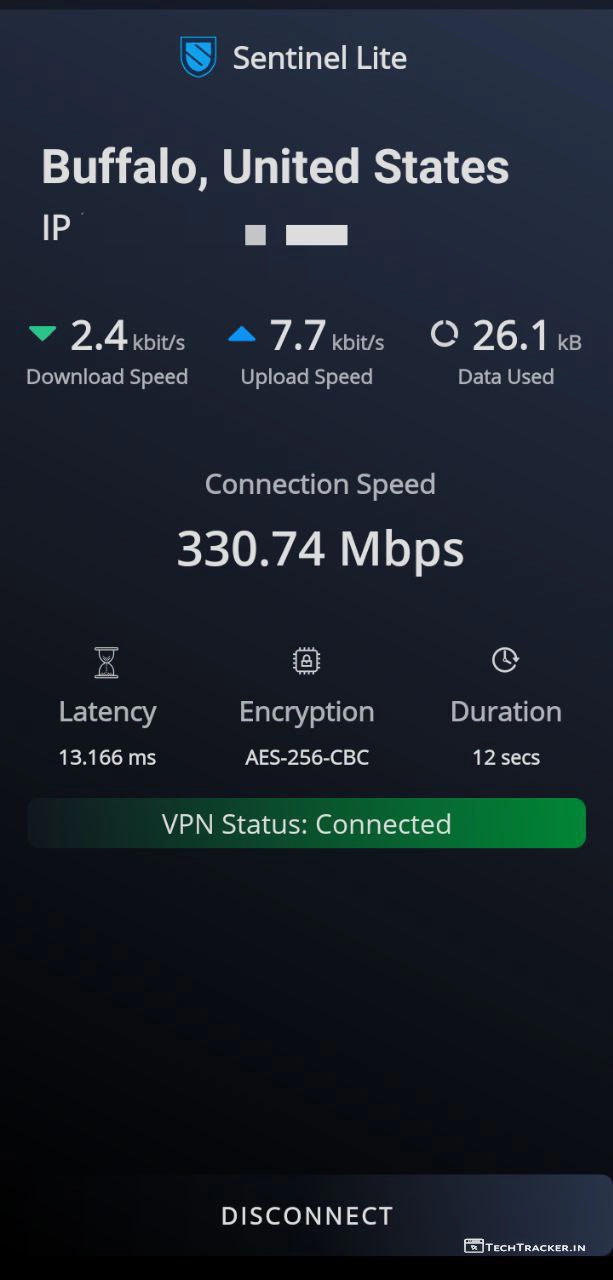 Sentinel Lite
Buffalo, United States
IP
2.4 kbit/s 7.7 kbit/s 26.1 kB
Download Speed Upload Speed Data Used
Connection Speed
330.74 Mbps
Latency Encryption Duration
13.166 ms AES-256-CBC 12 secs
VPN Status: Connected
DISCONNECT
TECHTRACKER.IN